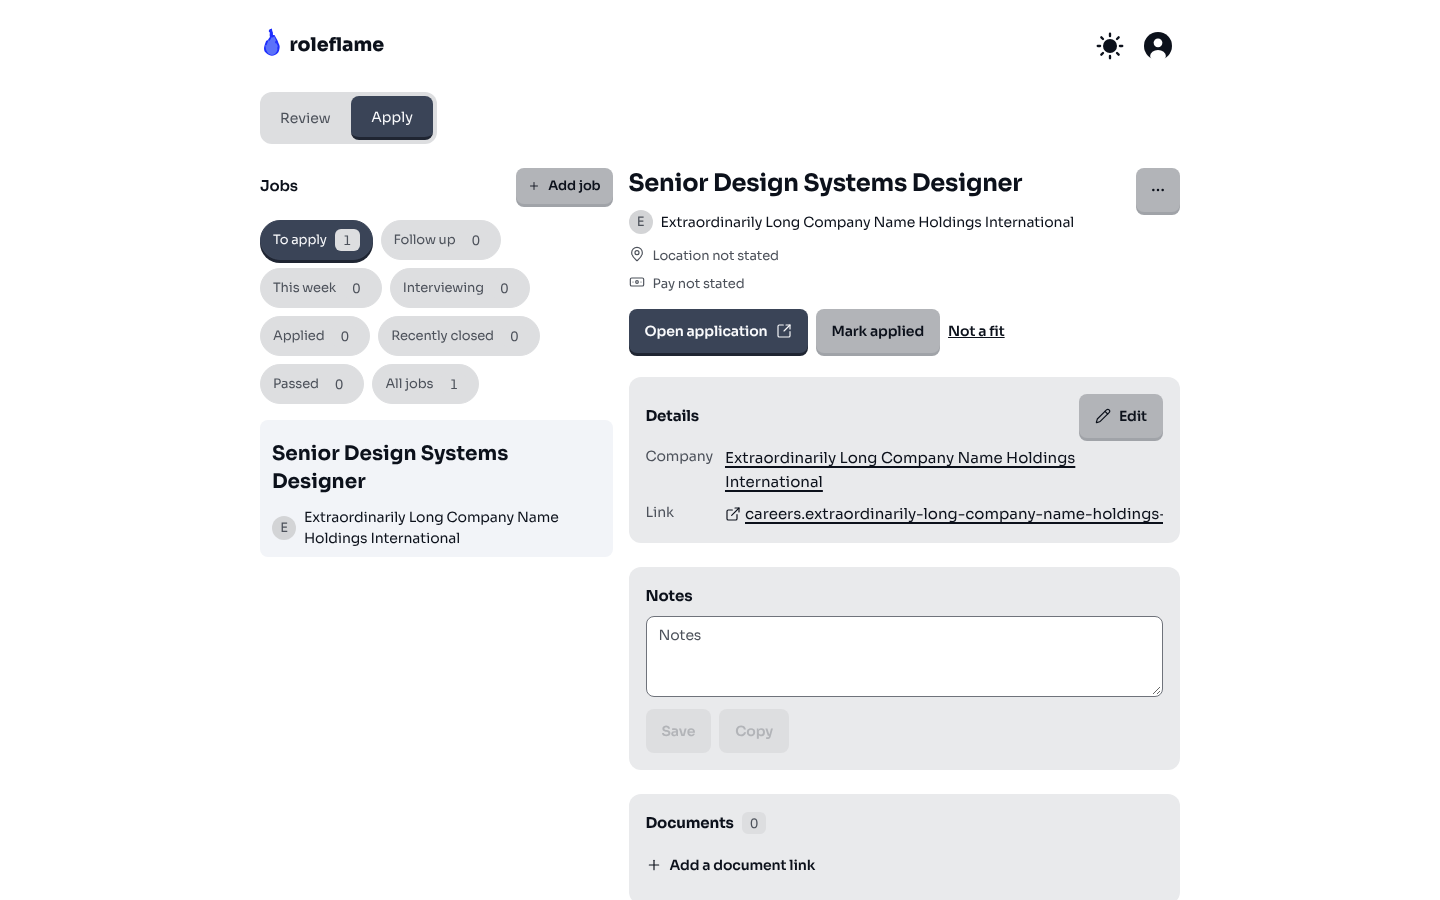 roleflame
Review
Apply
Jobs
+ Add job
To apply 1
Follow up 0
This week 0
Interviewing 0
Applied 0
Recently closed 0
Passed 0
All jobs 1
Senior Design Systems
Designer
E
Extraordinarily Long Company Name
Holdings International
Senior Design Systems Designer
...
E Extraordinarily Long Company Name Holdings International
Location not stated
Pay not stated
Open application
Mark applied
Not a fit
Details
Edit
Company
Extraordinarily Long Company Name Holdings
International
Link
careers.extraordinarily-long-company-name-holdings-
Notes
Notes
Save
Copy
Documents 0
+ Add a document link